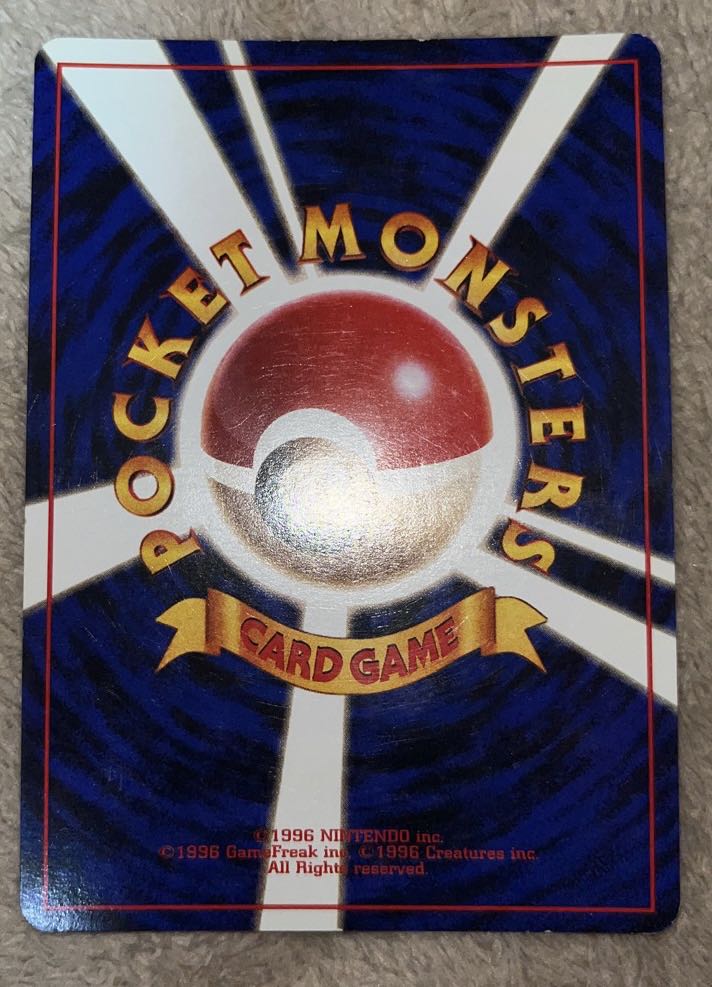 POCKET MONSTERS
CARD GAME
©1996 NINTENDO inc.
©1996 GameFreak inc. ©1996 Creatures inc.
All Rights reserved.